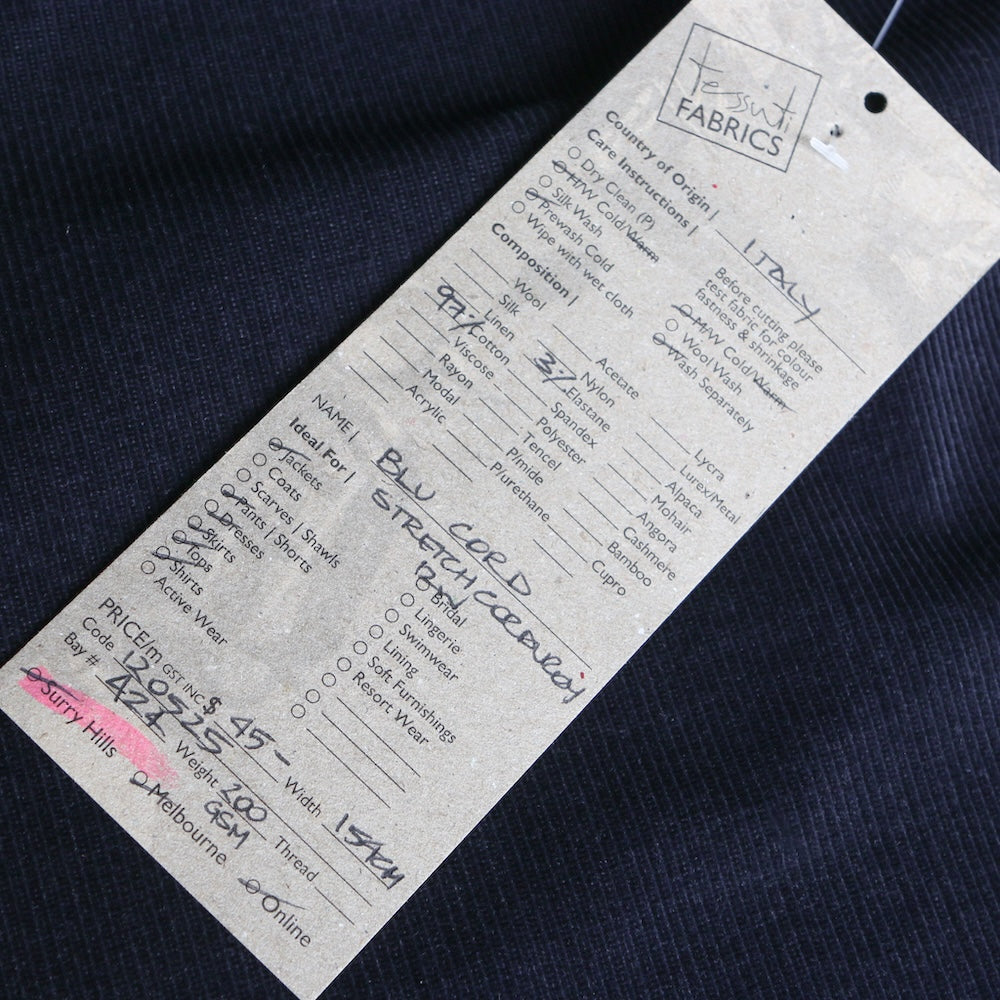 tessuti
FABRICS
Country of Origin | ITALY
Care Instructions |
Before cutting please
test fabric for colour
fastness & shrinkage
Dry Clean (P)
H/W Cold/Warm
Silk Wash
Prewash Cold
Wipe with wet cloth
M/W Cold/Warm
Wool Wash
Wash Separately
Composition |
Wool
Silk
Linen
97% Cotton
Viscose
Rayon
Modal
Acrylic
Acetate
Nylon
3% Elastane
Spandex
Polyester
Tencel
P/mide
P/urethane
Lycra
Lurex/Metal
Alpaca
Mohair
Angora
Cashmere
Bamboo
Cupro
NAME | BLU CORD
STRETCH CORDUROY
Ideal For |
Jackets
Coats
Scarves | Shawls
Pants | Shorts
Dresses
Skirts
Tops
Shirts
Active Wear
Bridal
Lingerie
Swimwear
Lining
Soft Furnishings
Resort Wear
PRICE/m GST INC $ 45-
Code 120525
Width 154cm
Bay # 424
Weight 200
GSM
Thread
Surry Hills
Melbourne
Online